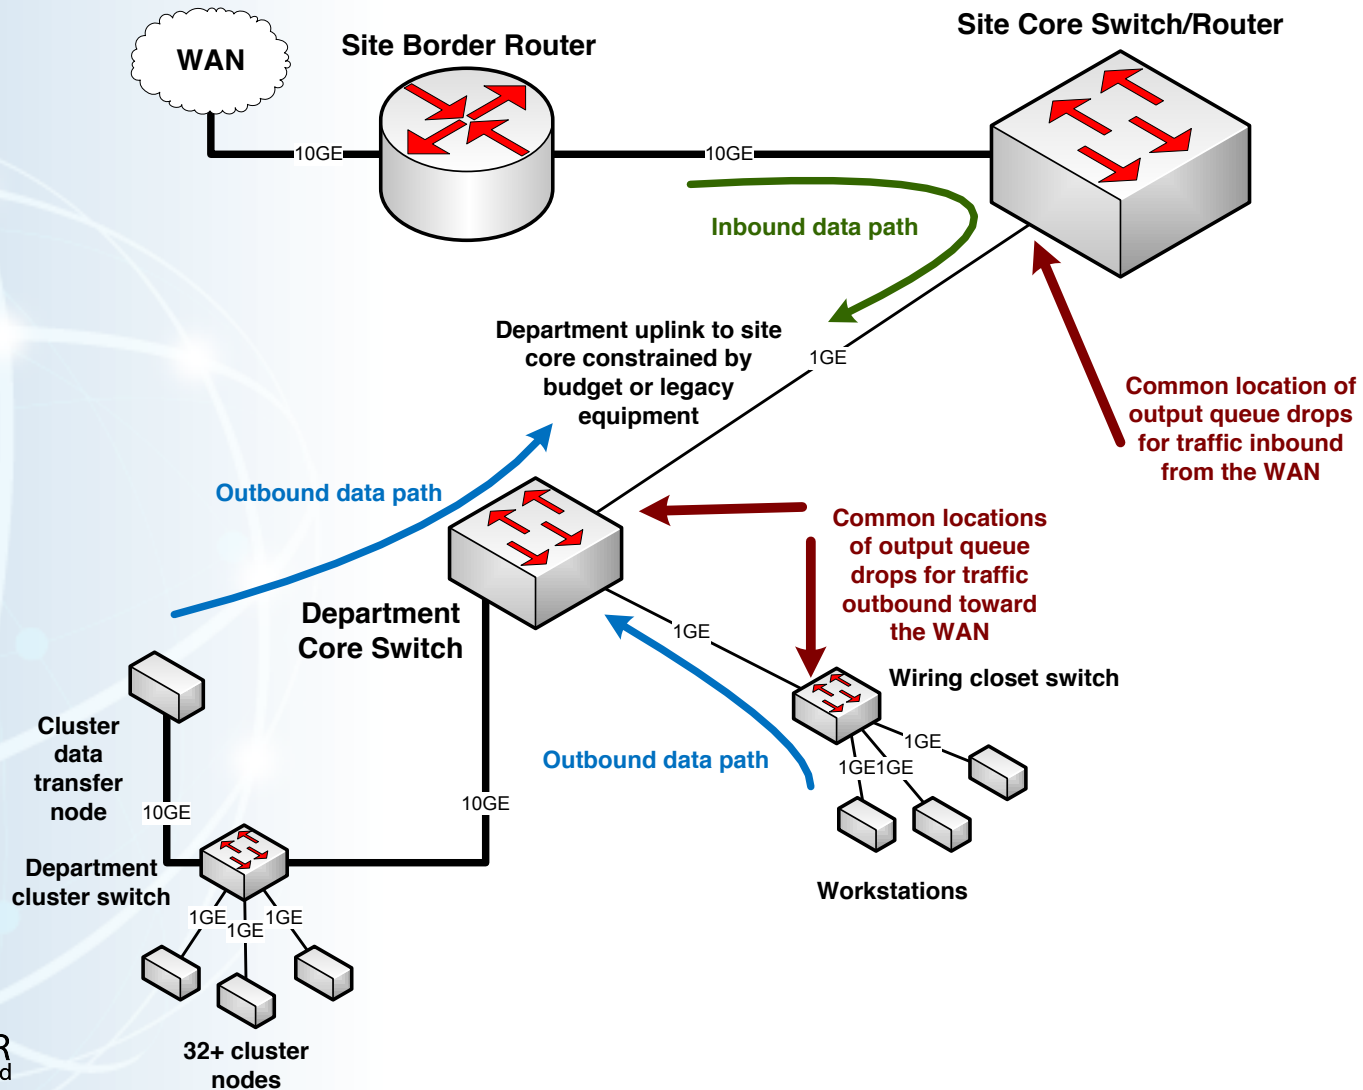 WAN
Site Border Router
Site Core Switch/Router
10GE
10GE
Inbound data path
Department uplink to site
core constrained by
budget or legacy
equipment
1GE
Common location of
output queue drops
for traffic inbound
from the WAN
Outbound data path
Common locations
of output queue
drops for traffic
outbound toward
the WAN
Department
Core Switch
1GE
Wiring closet switch
Cluster
data
transfer
node
10GE
10GE
Outbound data path
1GE
1GE
1GE
Workstations
Department
cluster switch
1GE
1GE
1GE
32+ cluster
nodes
R
d